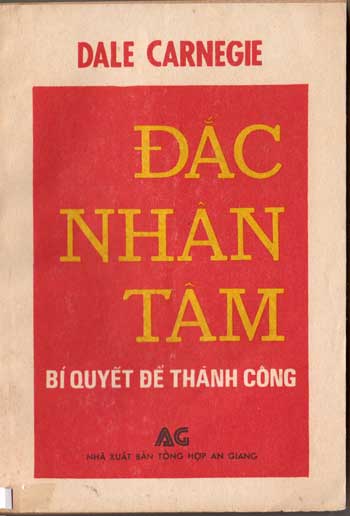 DALE CARNEGIE
ĐẮC
NHÂN
TÂM
BÍ QUYẾT ĐỂ THÀNH CÔNG
AG
NHÀ XUẤT BẢN TỔNG HỢP AN GIANG